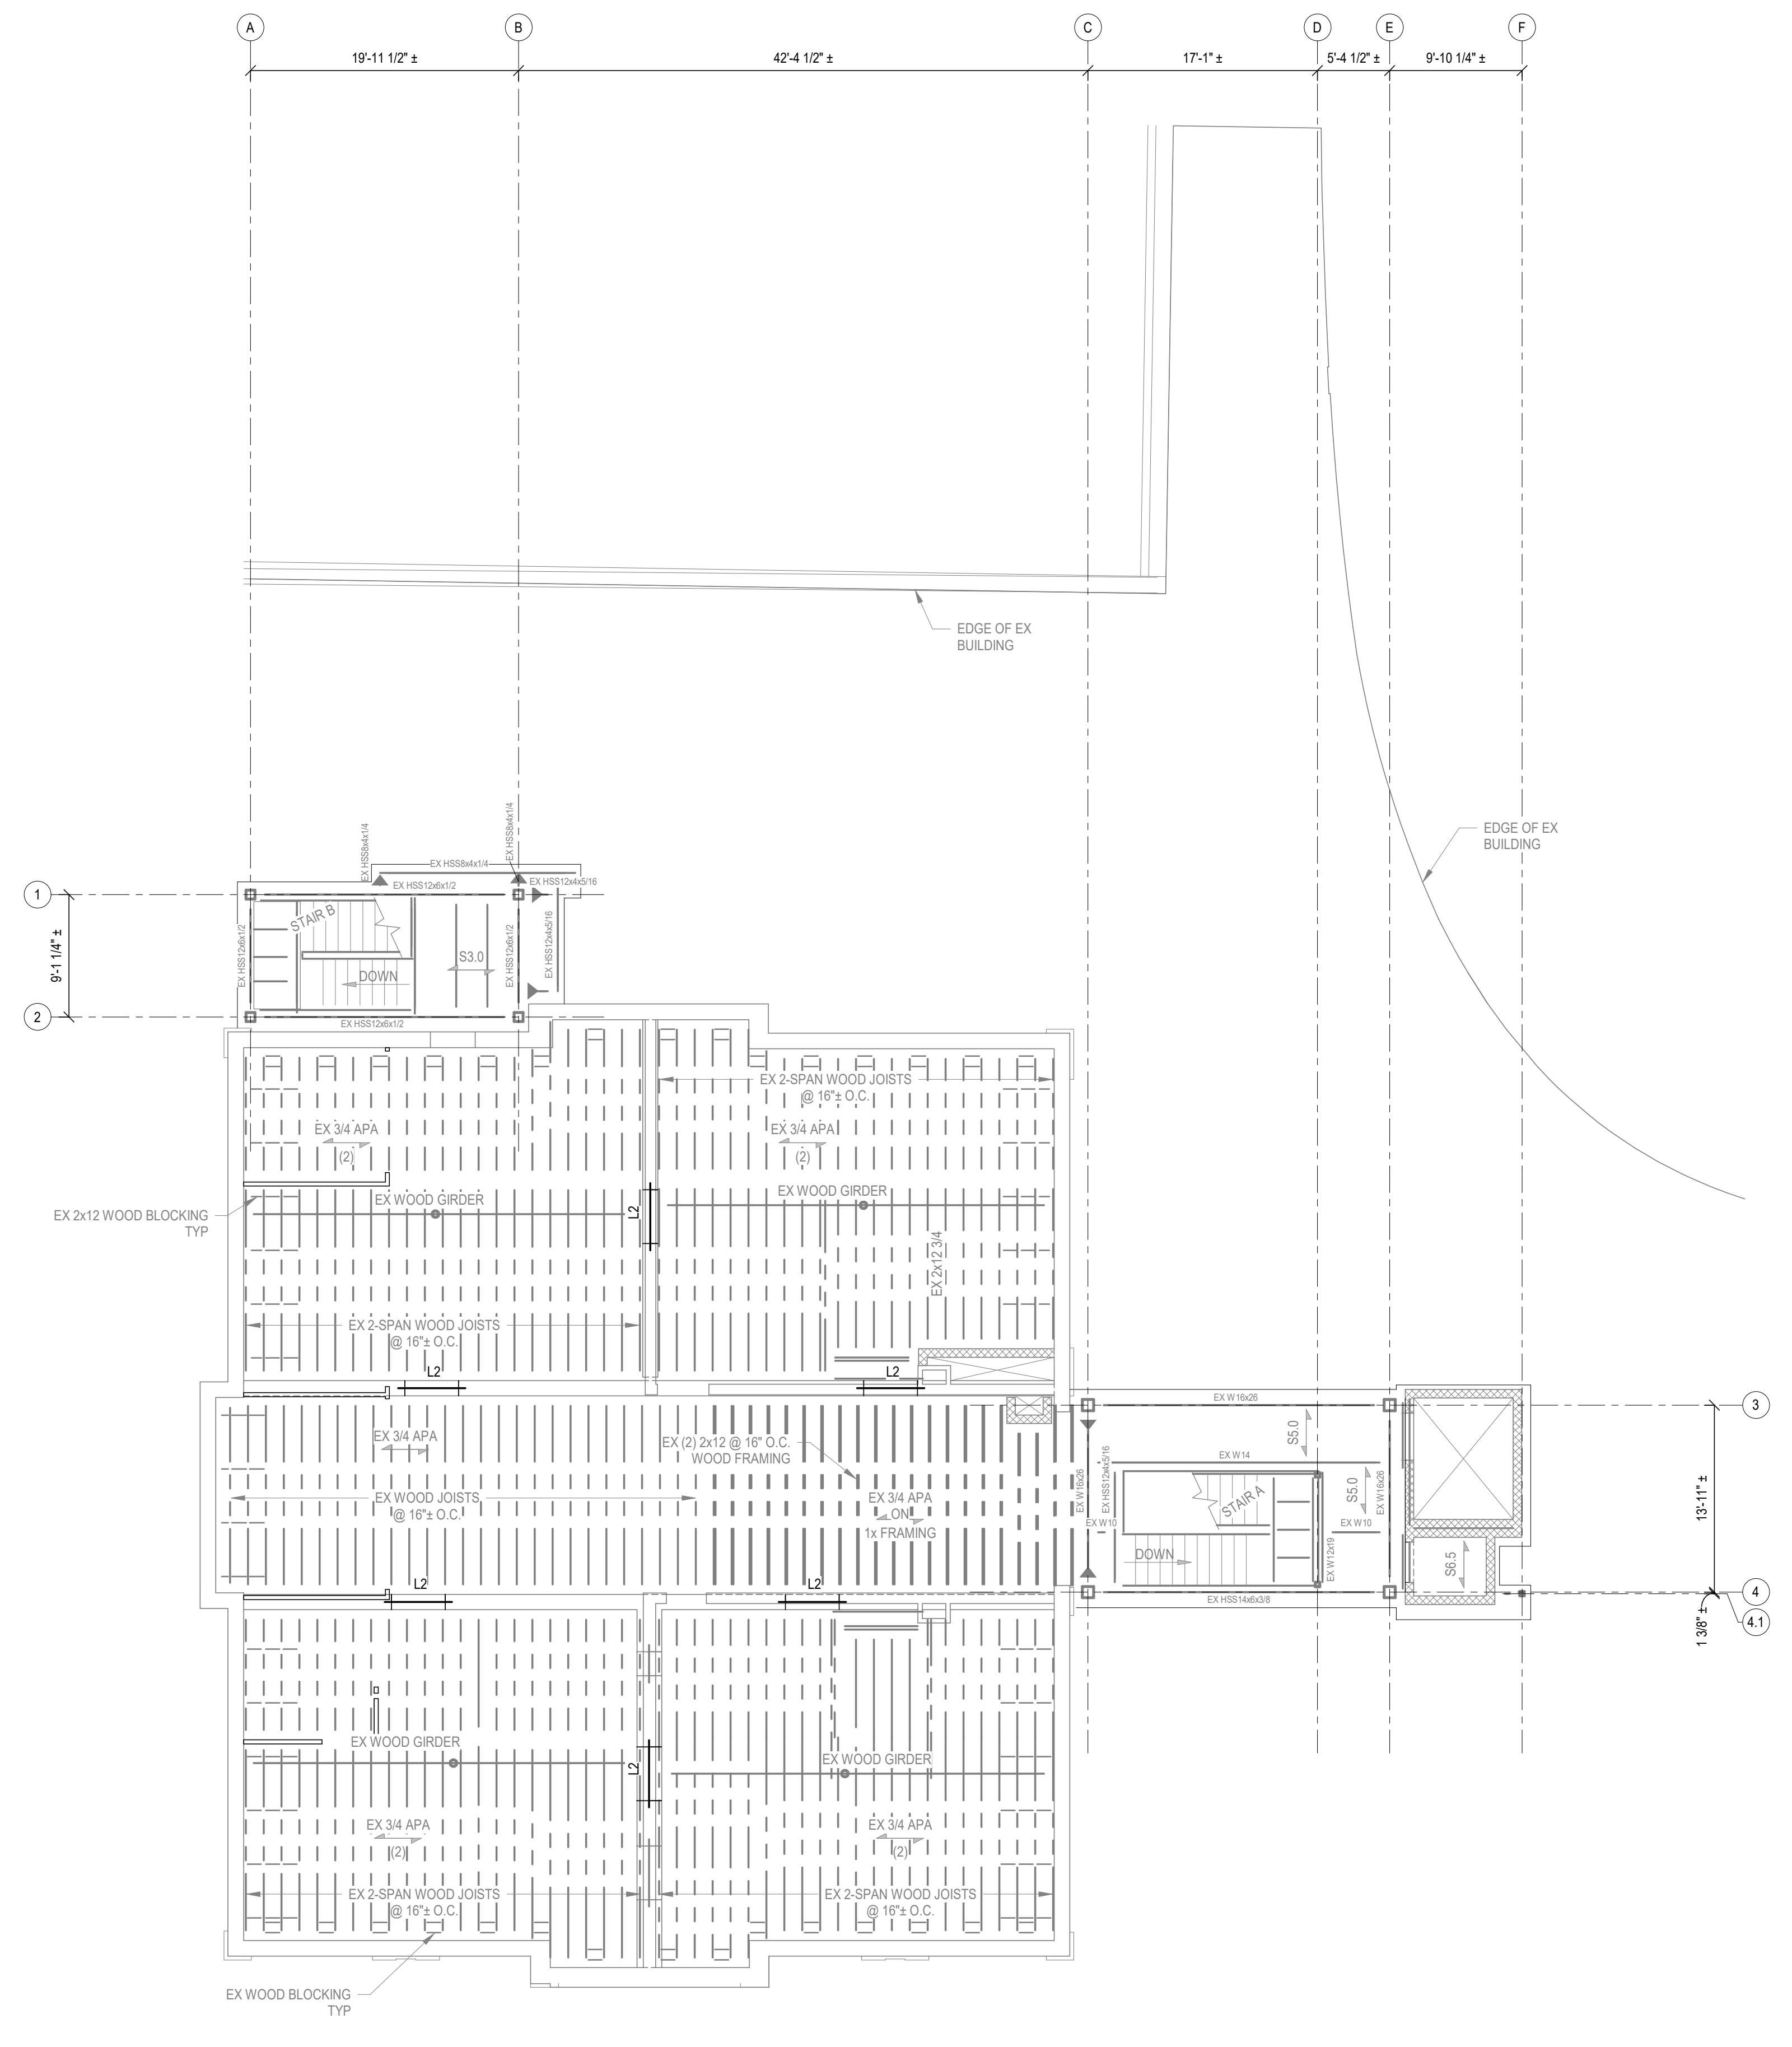 A
B
C
D
E
F
19'-11 1/2" ±
42'-4 1/2" ±
17'-1" ±
5'-4 1/2" ±
9'-10 1/4" ±
EDGE OF EX
BUILDING
EDGE OF EX
BUILDING
EX HSS8x4x1/4
EX HSS8x4x1/4
EX HSS8x4x1/4
EX HSS12x6x1/2
EX HSS12x4x5/16
1
9'-1 1/4" ±
2
EX HSS12x6x1/2
STAIR B
DOWN
S3.0
EX HSS12x6x1/2
EX HSS12x4x5/16
EX HSS12x6x1/2
EX 2-SPAN WOOD JOISTS
@ 16"± O.C.
EX 3/4 APA
(2)
EX 3/4 APA
(2)
EX WOOD GIRDER
EX WOOD GIRDER
EX 2x12 WOOD BLOCKING
TYP
L2
EX 2x12 3/4
EX 2-SPAN WOOD JOISTS
@ 16"± O.C.
L2
L2
EX W16x26
3
EX 3/4 APA
EX (2) 2x12 @ 16" O.C.
WOOD FRAMING
S5.0
EX W14
EX WOOD JOISTS
@ 16"± O.C.
EX 3/4 APA
ON
1x FRAMING
EX W16x26
EX HSS12x4x5/16
EX W10
STAIR A
DOWN
S5.0
EX W16x26
EX W10
EX W12x19
S6.5
13'-11" ±
4
4.1
1 3/8" ±
EX HSS14x6x3/8
L2
L2
EX WOOD GIRDER
EX WOOD GIRDER
L2
EX 3/4 APA
(2)
EX 3/4 APA
(2)
EX 2-SPAN WOOD JOISTS
@ 16"± O.C.
EX 2-SPAN WOOD JOISTS
@ 16"± O.C.
EX WOOD BLOCKING
TYP